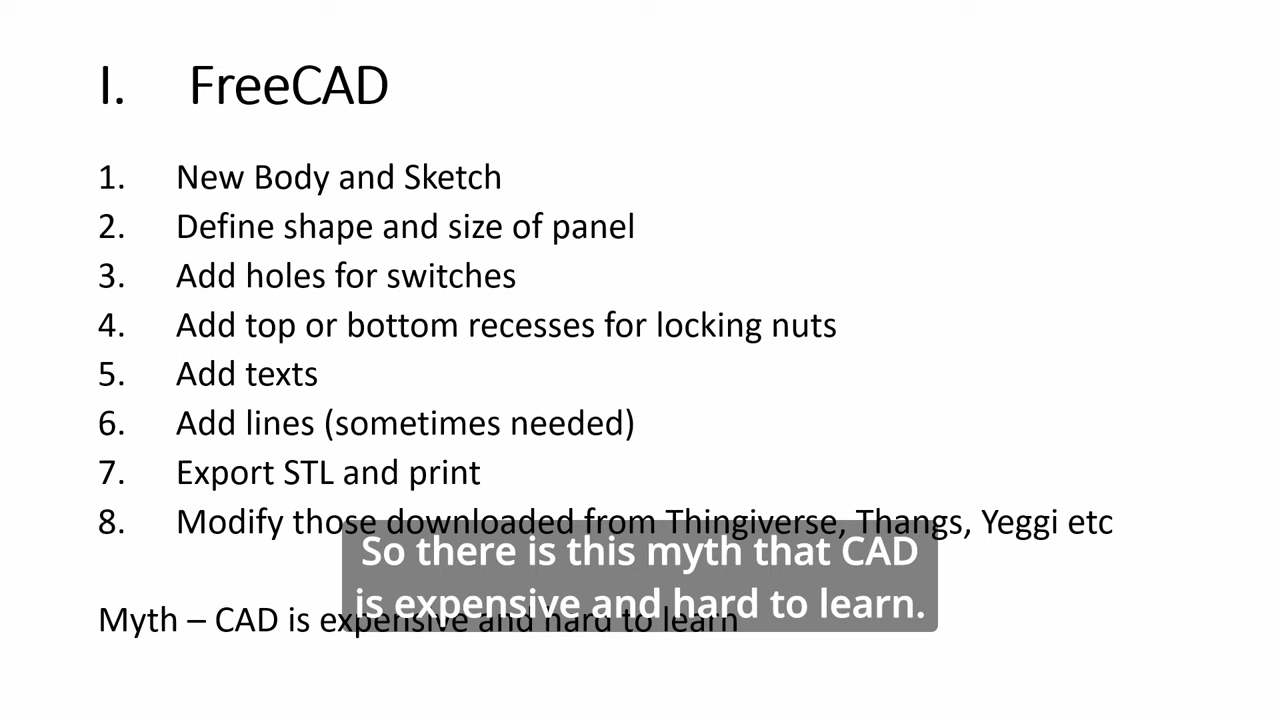 I. FreeCAD
1. New Body and Sketch
2. Define shape and size of panel
3. Add holes for switches
4. Add top or bottom recesses for locking nuts
5. Add texts
6. Add lines (sometimes needed)
7. Export STL and print
8. Modify those downloaded from Thingiverse, Thangs, Yeggi etc
So there is this myth that CAD
is expensive and hard to learn.
Myth – CAD is expensive and hard to learn